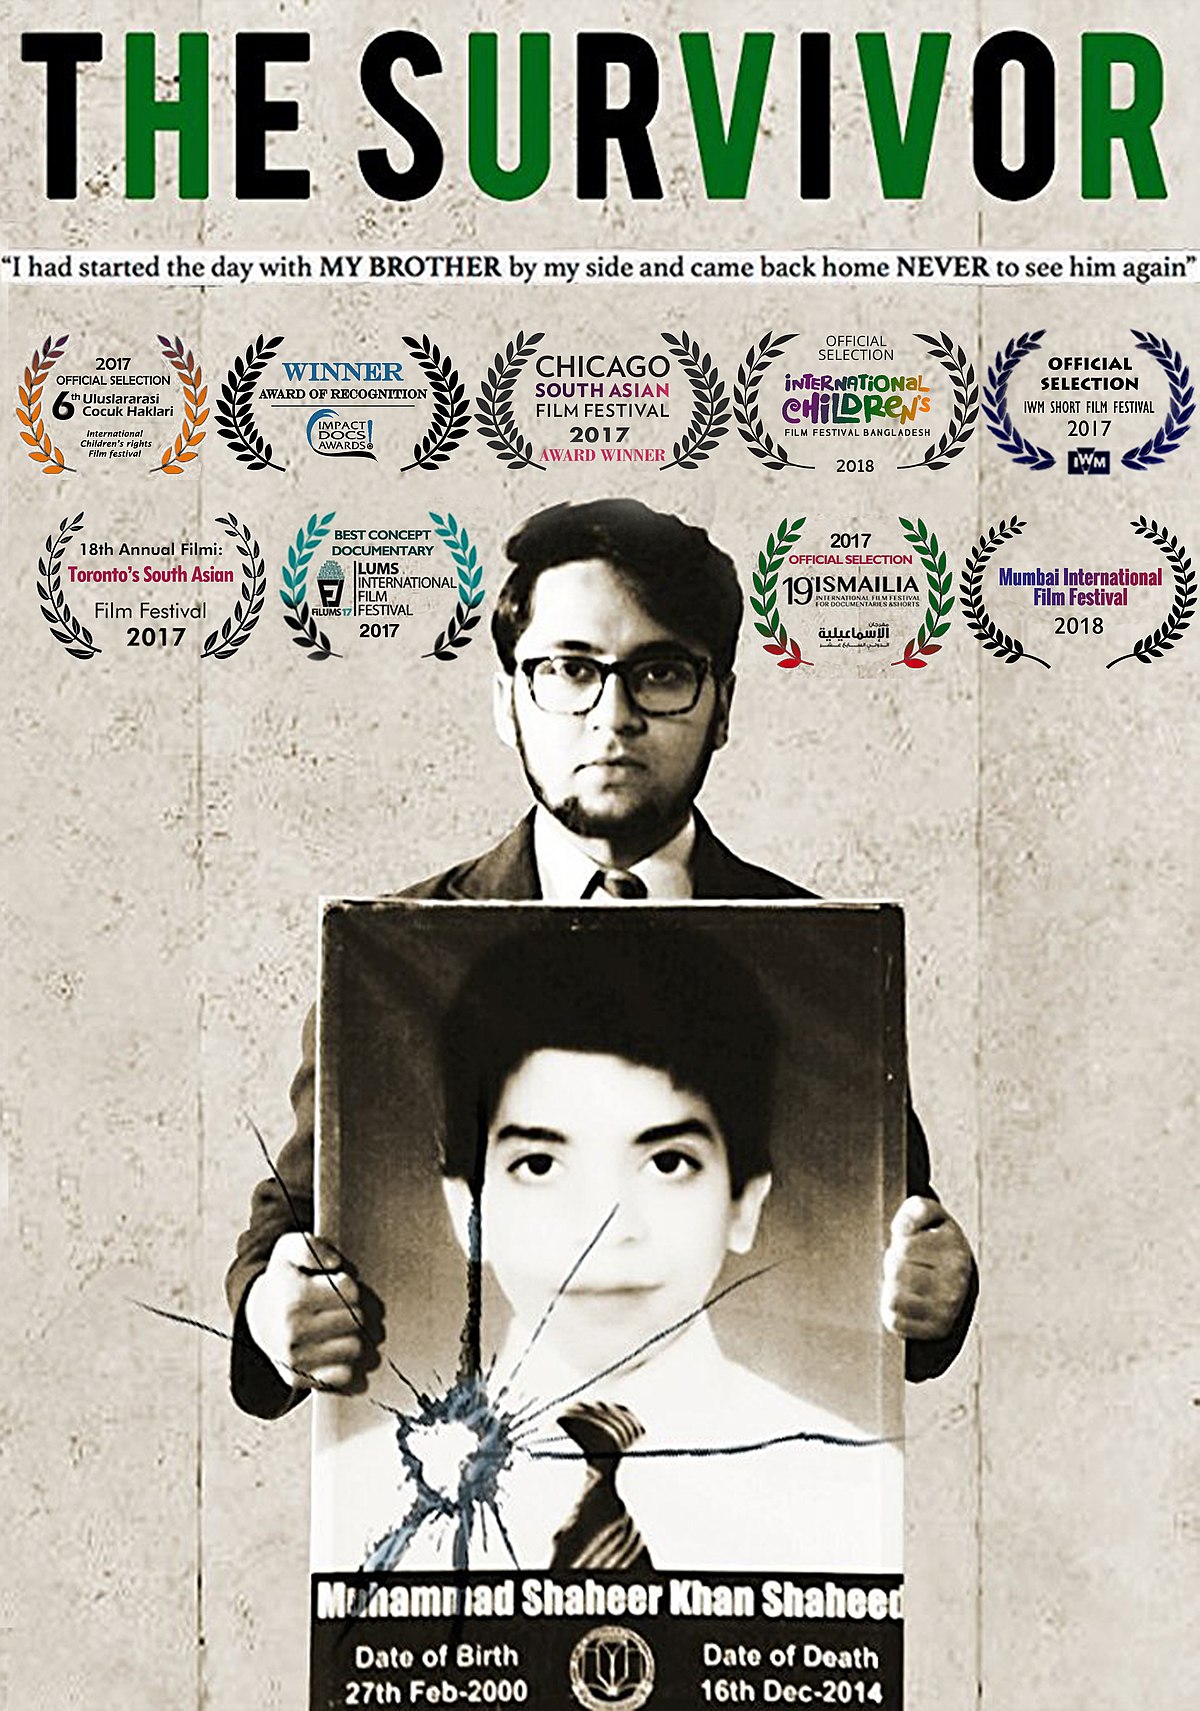 THE SURVIVOR
“I had started the day with MY BROTHER by my side and came back home NEVER to see him again”
2017
OFFICIAL SELECTION
6th Uluslararasi
Cocuk Haklari
International
Children's rights
Film festival
WINNER
AWARD OF RECOGNITION
IMPACT
DOCS
AWARDS!
CHICAGO
SOUTH ASIAN
FILM FESTIVAL
2017
AWARD WINNER
OFFICIAL
SELECTION
INTERNATIONAL
CHILDREN'S
FILM FESTIVAL BANGLADESH
2018
OFFICIAL
SELECTION
IWM SHORT FILM FESTIVAL
2017
IWM
18th Annual Filmi:
Toronto's South Asian
Film Festival
2017
BEST CONCEPT
DOCUMENTARY
FiLUMS17
LUMS
INTERNATIONAL
FILM
FESTIVAL
2017
2017
OFFICIAL SELECTION
19 ISMAILIA
INTERNATIONAL FILM FESTIVAL
FOR DOCUMENTARIES &SHORTS
مهرجان
الإسماعيلية
الدولي السابع عشر
Mumbai International
Film Festival
2018
Muhammad Shaheer Khan Shaheed
Date of Birth
27th Feb-2000
Date of Death
16th Dec-2014